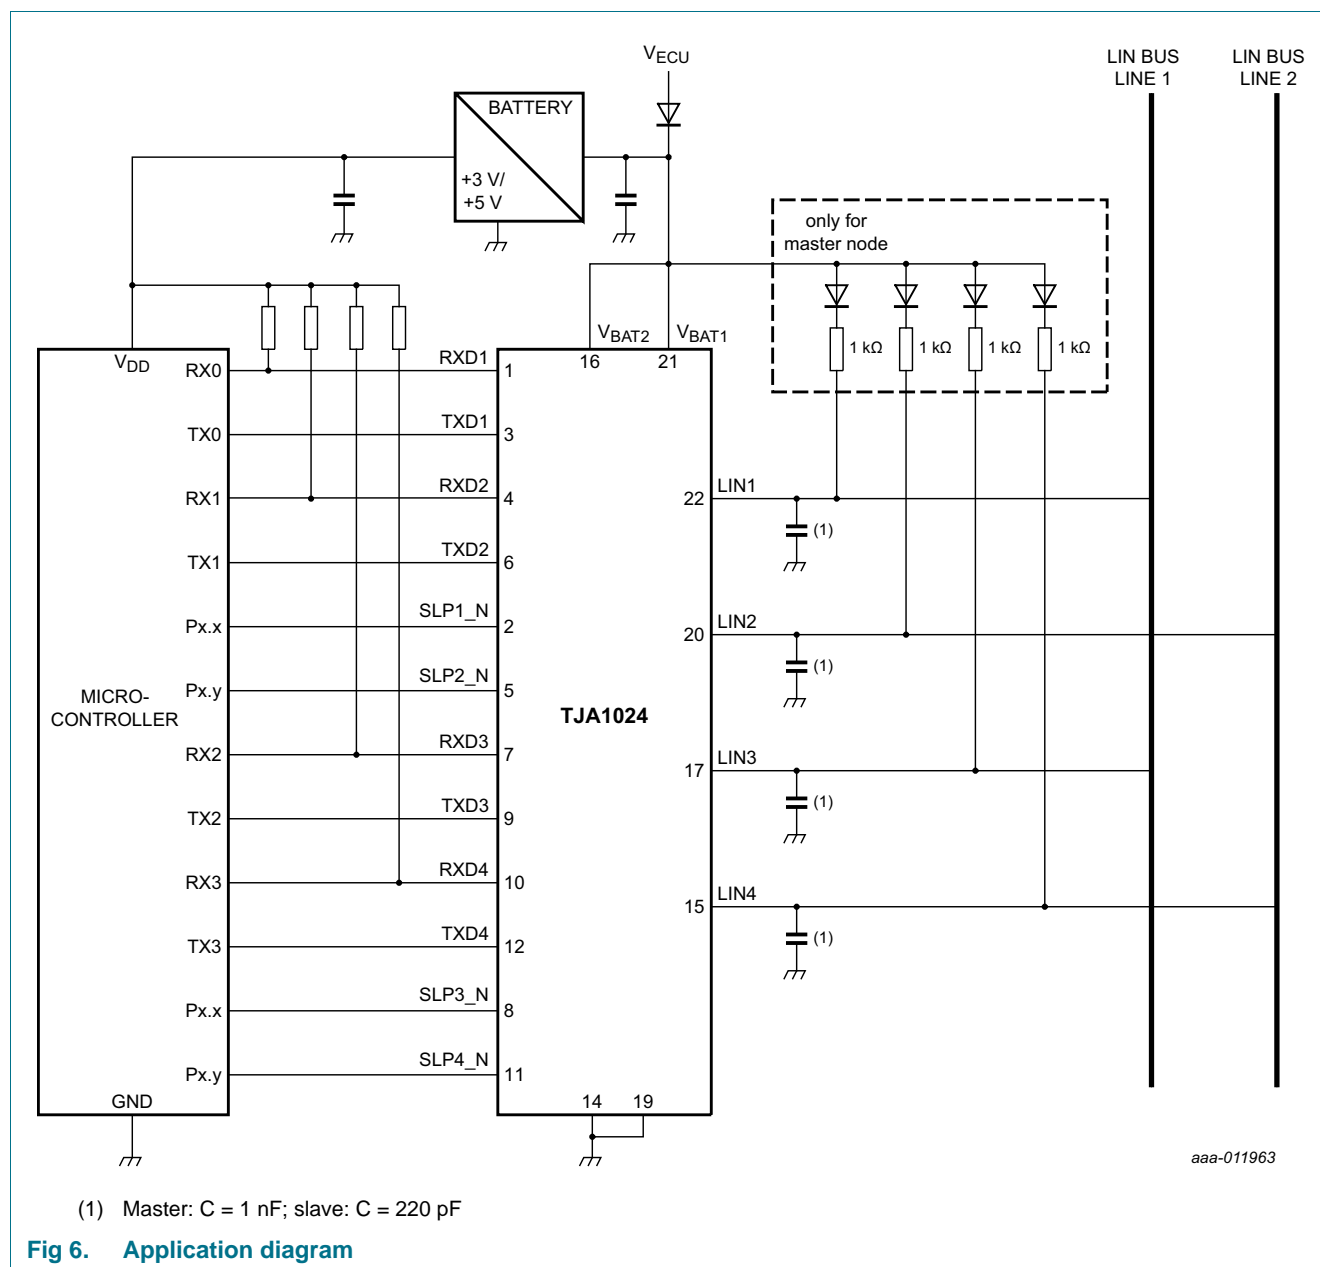 V_ECU
LIN BUS
LINE 1
LIN BUS
LINE 2
BATTERY
+3 V/
+5 V
only for
master node
1 kΩ
1 kΩ
1 kΩ
1 kΩ
V_BAT2
V_BAT1
16
21
V_DD
RX0
RXD1
1
TX0
TXD1
3
RX1
RXD2
4
TX1
TXD2
6
Px.x
SLP1_N
2
Px.y
SLP2_N
5
MICRO-
CONTROLLER
RX2
RXD3
7
TX2
TXD3
9
RX3
RXD4
10
TX3
TXD4
12
Px.x
SLP3_N
8
Px.y
SLP4_N
11
GND
TJA1024
14
19
22
LIN1
(1)
20
LIN2
(1)
17
LIN3
(1)
15
LIN4
(1)
aaa-011963
(1) Master: C = 1 nF; slave: C = 220 pF
Fig 6. Application diagram